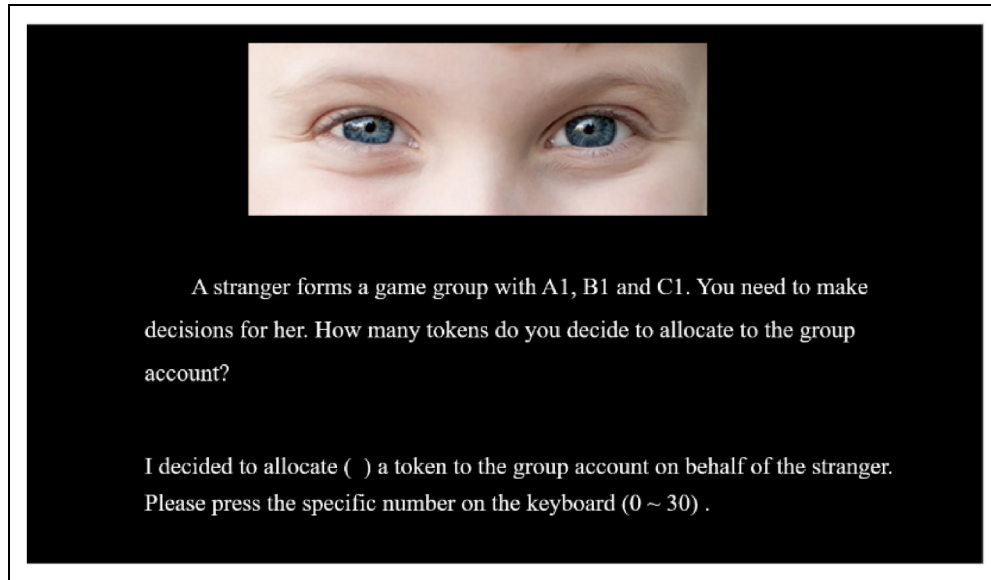 A stranger forms a game group with A1, B1 and C1. You need to make
decisions for her. How many tokens do you decide to allocate to the group
account?
I decided to allocate ( ) a token to the group account on behalf of the stranger.
Please press the specific number on the keyboard (0 ~ 30) .